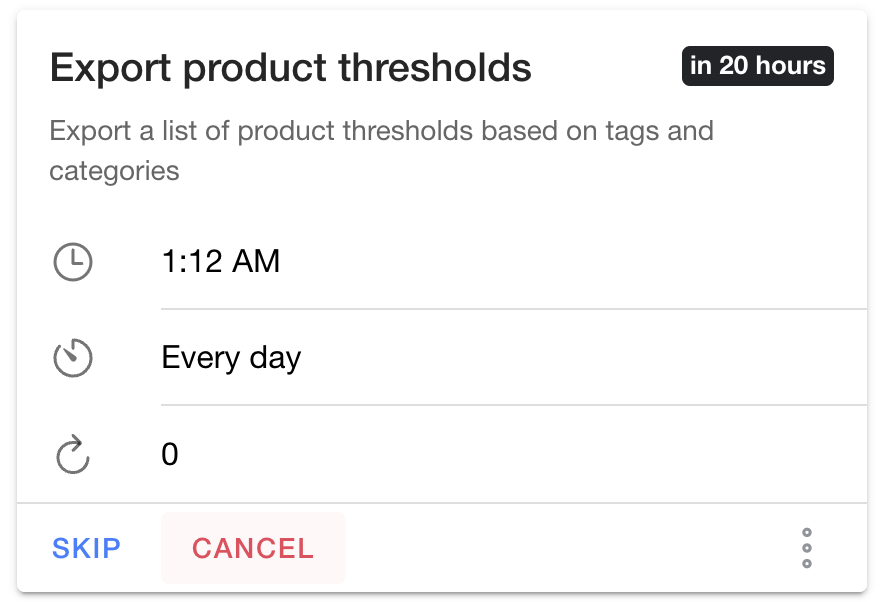 Export product thresholds
in 20 hours
Export a list of product thresholds based on tags and
categories
1:12 AM
Every day
0
SKIP
CANCEL